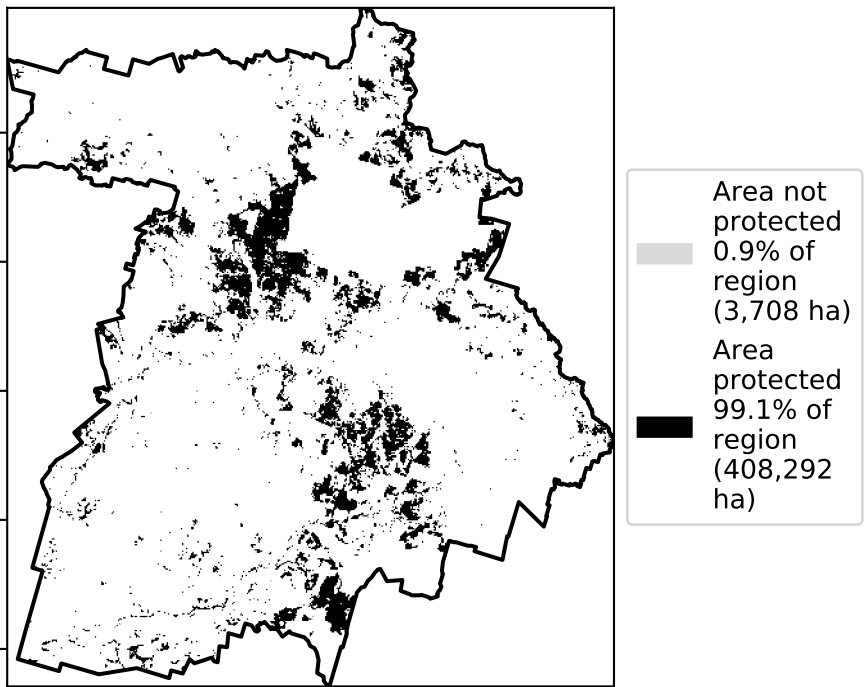 Area not
protected
0.9% of
region
(3,708 ha)
Area
protected
99.1% of
region
(408,292
ha)